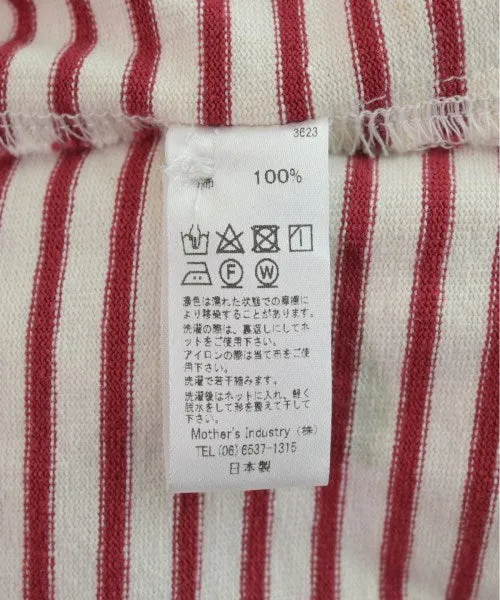 3623
綿 100%
F W
濃色は濡れた状態での摩擦に
より移染することがあります。
洗濯の際は、裏返しにしてネ
ットをご使用下さい。
アイロンの際は当て布をご使
用下さい。
洗濯で若干縮みます。
洗濯後はネットに入れ、軽く
脱水をして形を整えて干して
下さい。
Mother's Industry (株)
TEL (06) 6537-1315
日本製